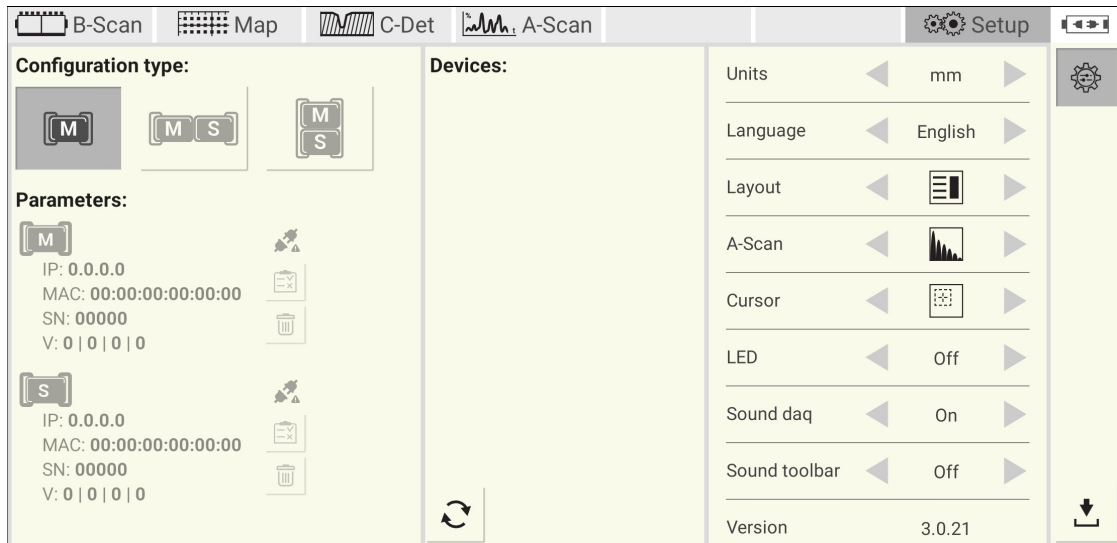 B-Scan
Map
C-Det
A-Scan
Setup
Configuration type:
M
M S
M
S
Parameters:
M
IP: 0.0.0.0
MAC: 00:00:00:00:00:00
SN: 00000
V: 0 | 0 | 0 | 0
S
IP: 0.0.0.0
MAC: 00:00:00:00:00:00
SN: 00000
V: 0 | 0 | 0 | 0
Devices:
Units mm
Language English
Layout
A-Scan
Cursor
LED Off
Sound daq On
Sound toolbar Off
Version 3.0.21